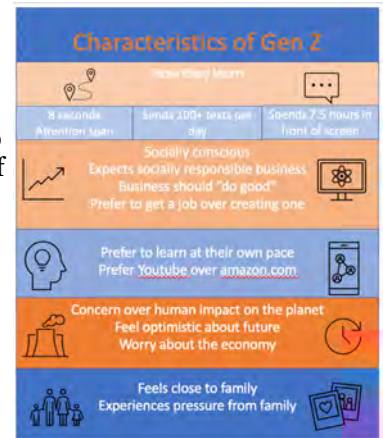 Characteristics of Gen Z
How they learn
8 seconds
Attention span
Sends 100+ texts per
day
Spends 7.5 hours in
front of screen
Socially conscious
Expects socially responsible business
Business should "do good"
Prefer to get a job over creating one
Prefer to learn at their own pace
Prefer Youtube over amazon.com
Concern over human impact on the planet
Feel optimistic about future
Worry about the economy
Feels close to family
Experiences pressure from family